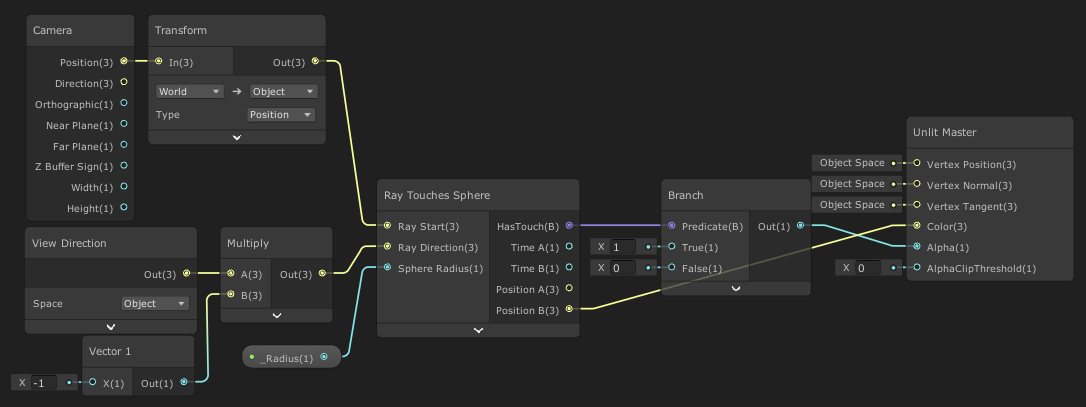 Camera
Position(3)
Direction(3)
Orthographic(1)
Near Plane(1)
Far Plane(1)
Z Buffer Sign(1)
Width(1)
Height(1)
Transform
In(3)
Out(3)
World
Object
Type
Position
View Direction
Out(3)
Space
Object
Multiply
A(3)
Out(3)
B(3)
Vector 1
X -1
X(1)
Out(1)
_Radius(1)
Ray Touches Sphere
Ray Start(3)
HasTouch(B)
Ray Direction(3)
Time A(1)
Sphere Radius(1)
Time B(1)
Position A(3)
Position B(3)
Branch
Predicate(B)
Out(1)
X 1
True(1)
X 0
False(1)
Unlit Master
Object Space
Vertex Position(3)
Object Space
Vertex Normal(3)
Object Space
Vertex Tangent(3)
Color(3)
Alpha(1)
X 0
AlphaClipThreshold(1)